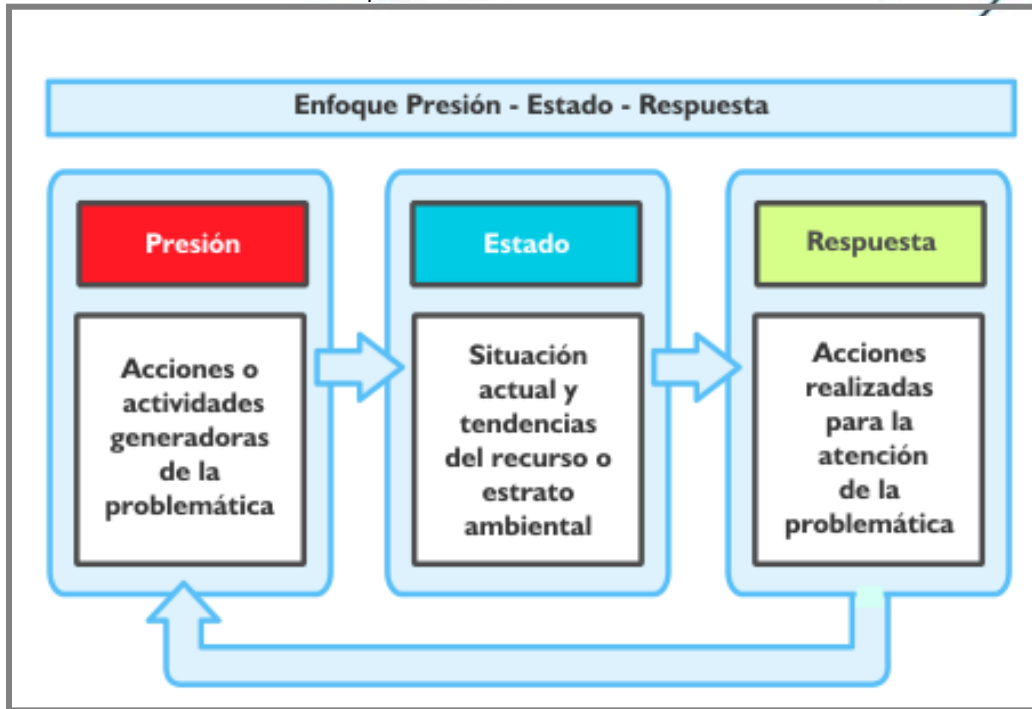 Enfoque Presión - Estado - Respuesta
Presión
Acciones o
actividades
generadoras
de la
problemática
Estado
Situación
actual y
tendencias
del recurso o
estrato
ambiental
Respuesta
Acciones
realizadas
para la
atención
de la
problemática